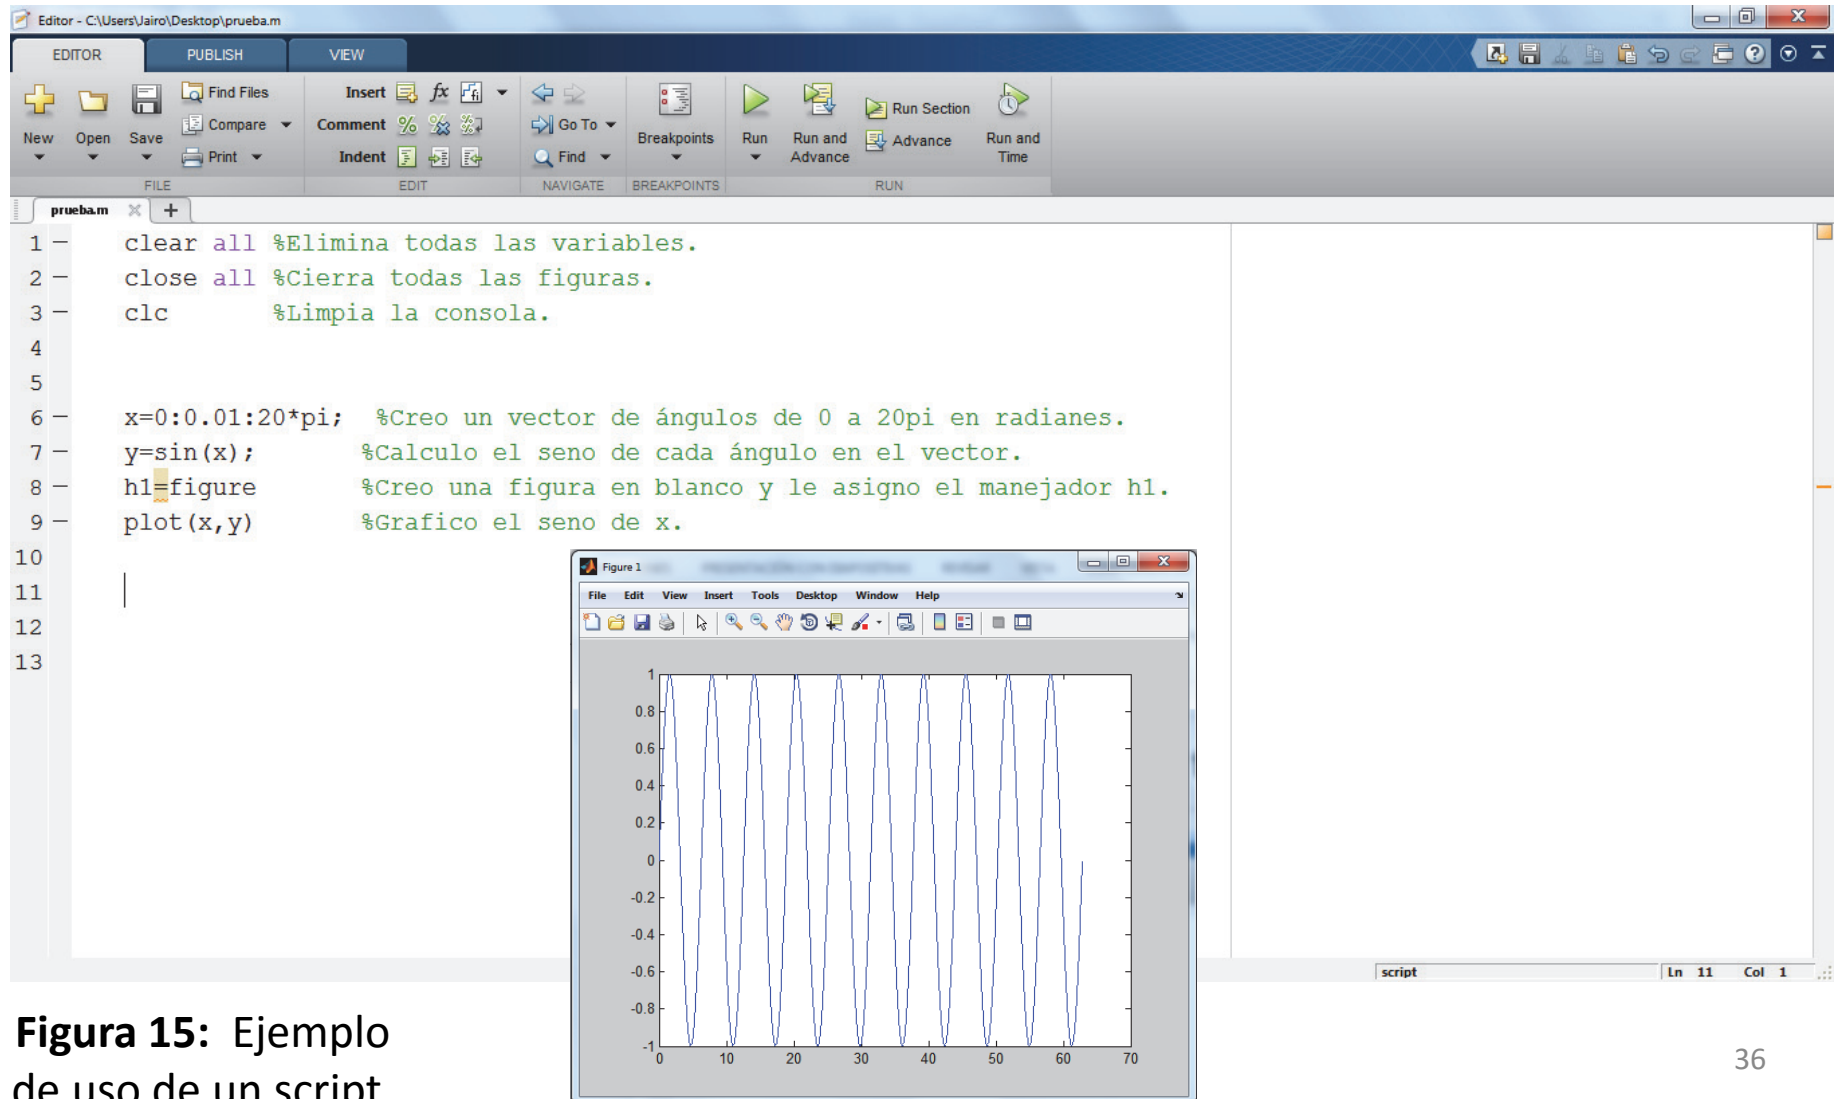 Editor - C:\Users\Jairo\Desktop\prueba.m
EDITOR PUBLISH VIEW
Find Files Insert fx fi
Compare Comment Go To Run Section
New Open Save Breakpoints Run Run and Advance Run and
Print Indent Find Advance Time
FILE EDIT NAVIGATE BREAKPOINTS RUN
prueba.m
1 clear all %Elimina todas las variables.
2 close all %Cierra todas las figuras.
3 clc %Limpia la consola.
4
5
6 x=0:0.01:20*pi; %Creo un vector de ángulos de 0 a 20pi en radianes.
7 y=sin(x); %Calculo el seno de cada ángulo en el vector.
8 h1=figure %Creo una figura en blanco y le asigno el manejador h1.
9 plot(x,y) %Grafico el seno de x.
10
11
12
13
Figure 1
File Edit View Insert Tools Desktop Window Help
1
0.8
0.6
0.4
0.2
0
-0.2
-0.4
-0.6
-0.8
-1
0 10 20 30 40 50 60 70
script Ln 11 Col 1
Figura 15: Ejemplo
de uso de un script
36